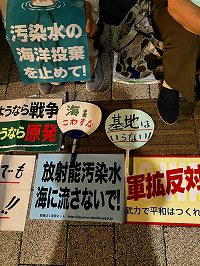 汚染水の
海洋投棄
を止めて!
ようなら戦争
うなら原発
海を
こわすな
基地は
いらない!
でも
!!
放射能汚染水
海に流さないで!
軍拡反対
武力で平和はつくれ